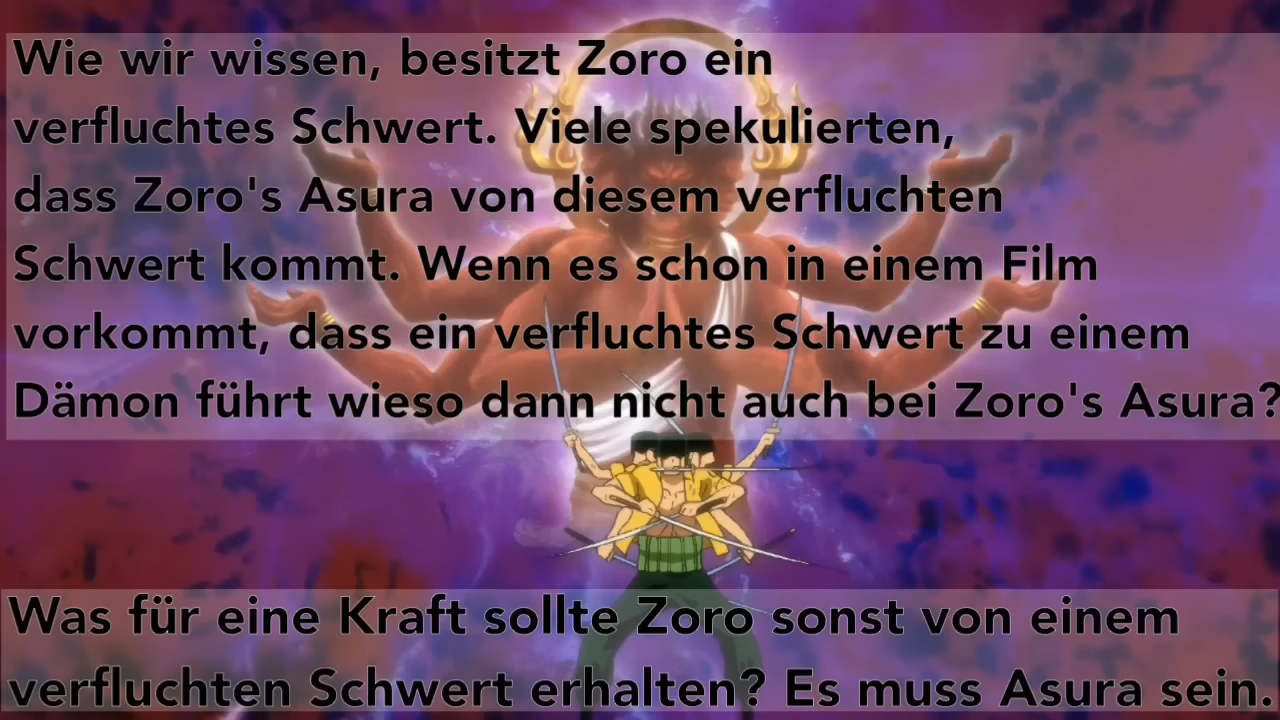 Wie wir wissen, besitzt Zoro ein
verfluchtes Schwert. Viele spekulierten,
dass Zoro's Asura von diesem verfluchten
Schwert kommt. Wenn es schon in einem Film
vorkommt, dass ein verfluchtes Schwert zu einem
Dämon führt wieso dann nicht auch bei Zoro's Asura?
Was für eine Kraft sollte Zoro sonst von einem
verfluchten Schwert erhalten? Es muss Asura sein.